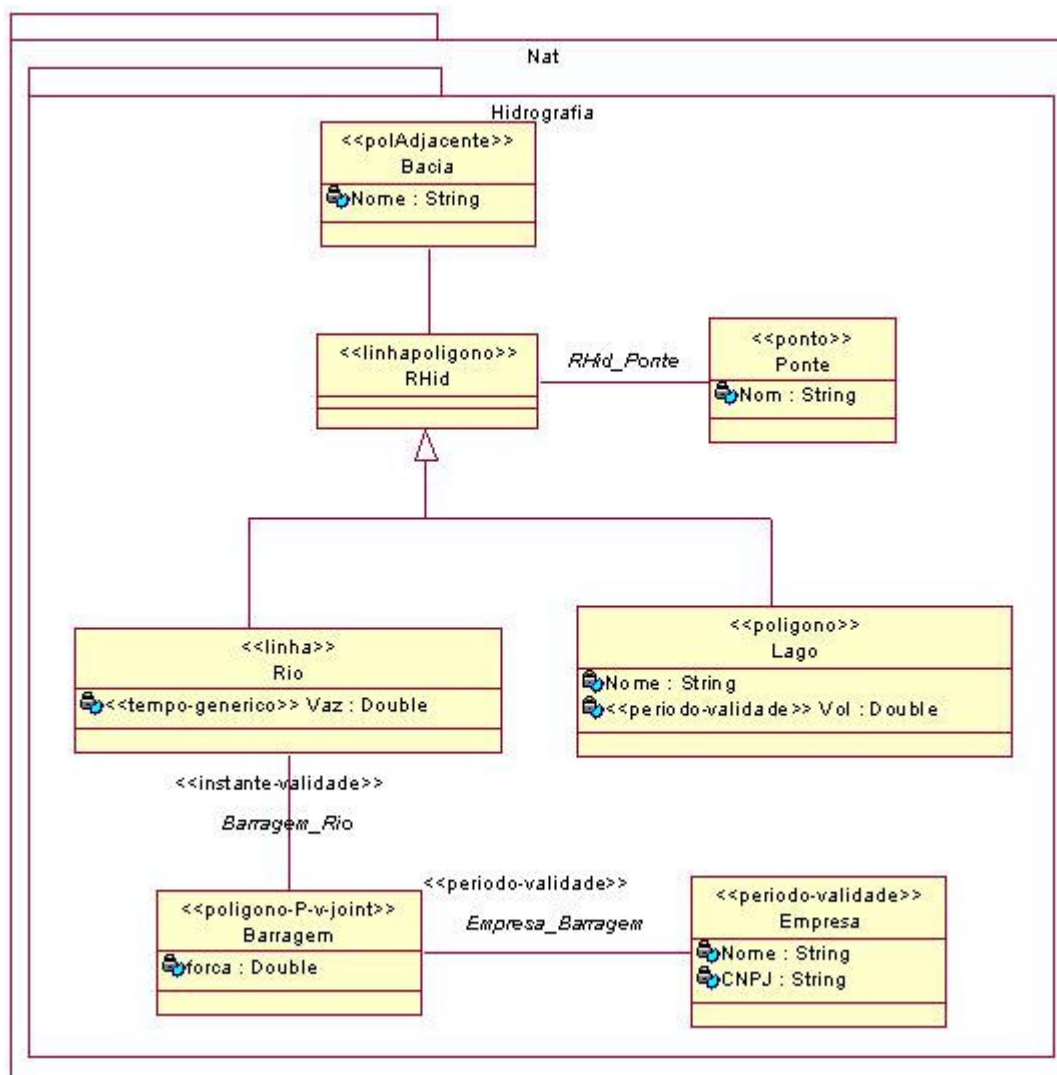 Nat
Hidrografia
<<polAdjacente>>
Bacia
Nome : String
<<linhapoligono>>
RHid
RHid_Ponte
<<ponto>>
Ponte
Nom : String
<<linha>>
Rio
<<tempo-generico>> Vaz : Double
<<poligono>>
Lago
Nome : String
<<periodo-validade>> Vol : Double
<<instante-validade>>
Barragem_Rio
<<poligono-P-v-joint>>
Barragem
forca : Double
<<periodo-validade>>
Empresa_Barragem
<<periodo-validade>>
Empresa
Nome : String
CNPJ : String